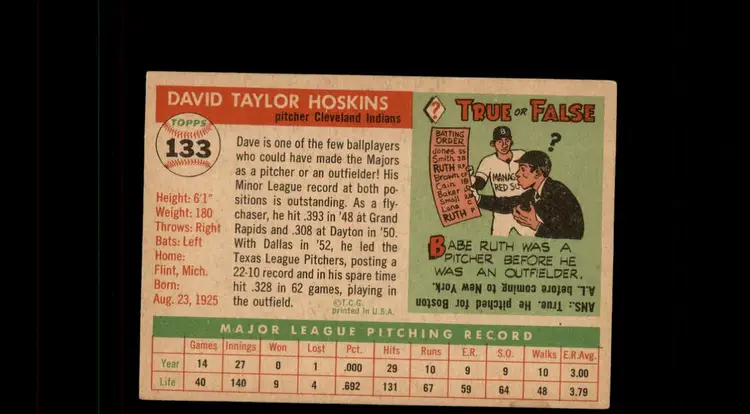 DAVID TAYLOR HOSKINS
pitcher Cleveland Indians
TOPPS
133
Height: 6'1"
Weight: 180
Throws: Right
Bats: Left
Home:
Flint, Mich.
Born:
Aug. 23, 1925
Dave is one of the few ballplayers
who could have made the Majors
as a pitcher or an outfielder! His
Minor League record at both po-
sitions is outstanding. As a fly-
chaser, he hit .393 in '48 at Grand
Rapids and .308 at Dayton in '50.
With Dallas in '52, he led the
Texas League Pitchers, posting a
22-10 record and in his spare time
hit .328 in 62 games, playing in
the outfield.
©T.C.G.
printed in U.S.A.
?
TRUE OR FALSE
BATTING
ORDER
Jones SS
Smith 3B
RUTH
Brown
Cain 1B
Baker
Small
Lana C
RUTH P
B
?
MANAG
RED SO
BABE RUTH WAS A
PITCHER BEFORE HE
WAS AN OUTFIELDER.
ANS.: True. He pitched for Boston
A.L. before coming to New York.
MAJOR LEAGUE PITCHING RECORD
Games Innings Won Lost Pct. Hits Runs E.R. S.O. Walks E.R.Avg.
Year 14 27 0 1 .000 29 10 9 9 10 3.00
Life 40 140 9 4 .692 131 67 59 64 48 3.79